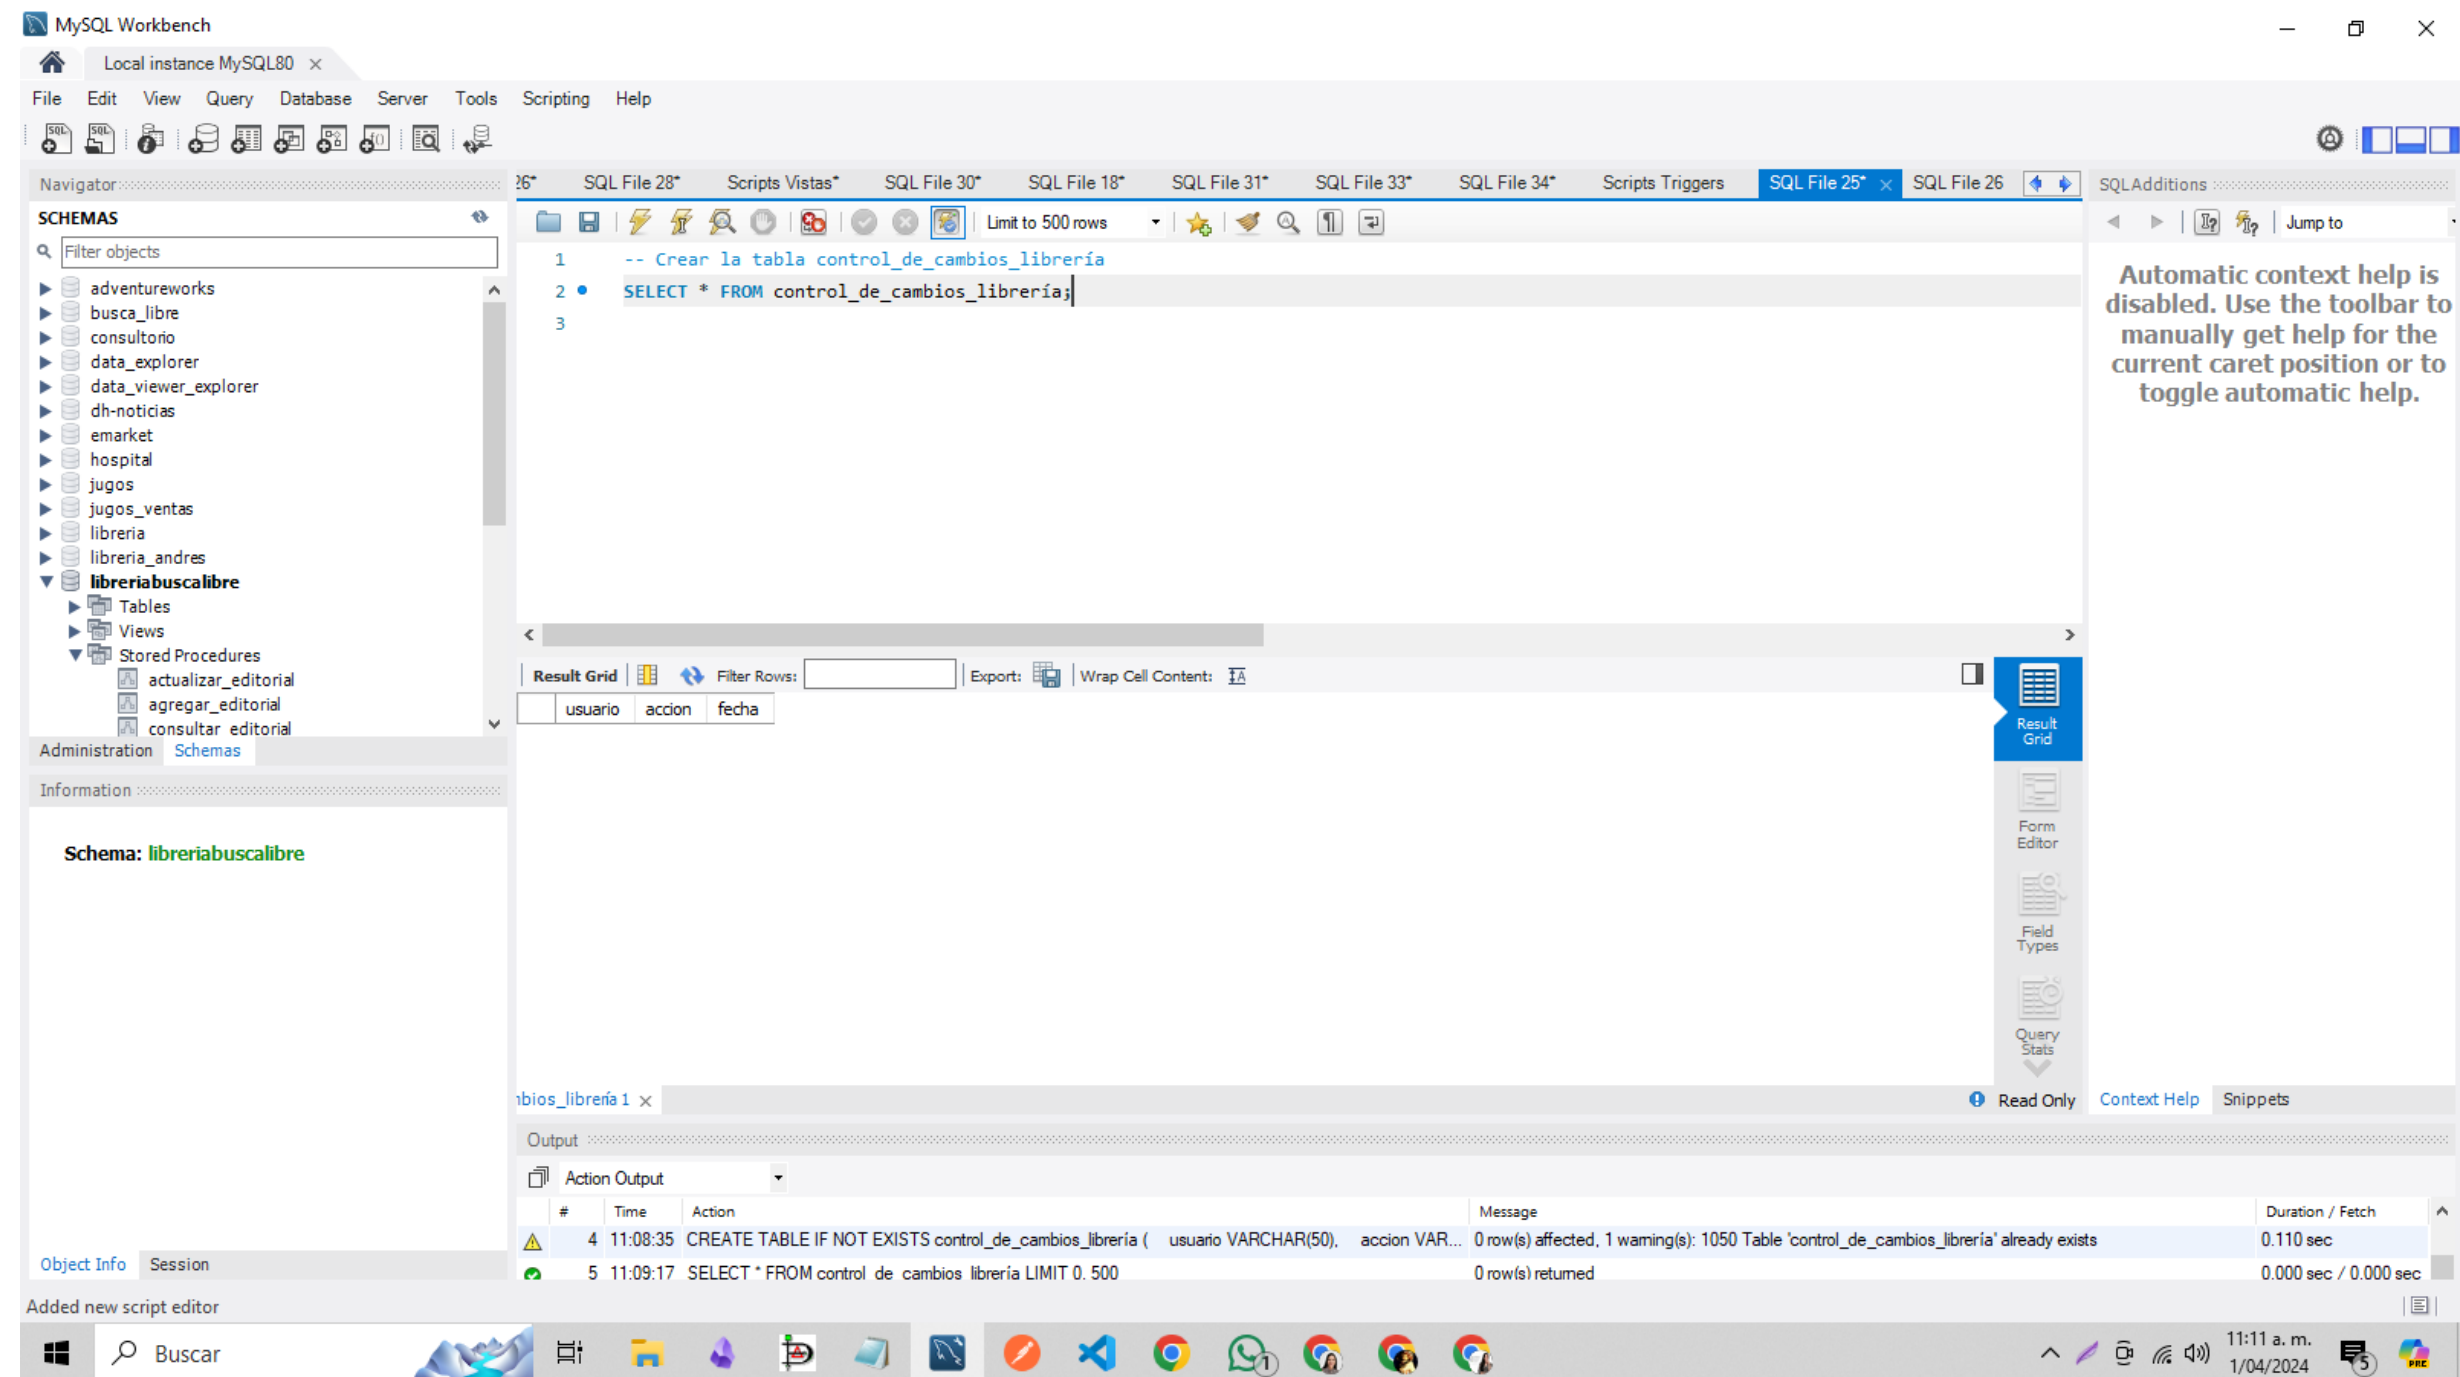 MySQL Workbench
Local instance MySQL80
File Edit View Query Database Server Tools Scripting Help
Navigator
SCHEMAS
Filter objects
adventureworks
busca_libre
consultorio
data_explorer
data_viewer_explorer
dh-noticias
emarket
hospital
jugos
jugos_ventas
libreria
libreria_andres
libreriabuscalibre
Tables
Views
Stored Procedures
actualizar_editorial
agregar_editorial
consultar_editorial
Administration Schemas
Information
Schema: libreriabuscalibre
Object Info Session
26* SQL File 28* Scripts Vistas* SQL File 30* SQL File 18* SQL File 31* SQL File 33* SQL File 34* Scripts Triggers SQL File 25* SQL File 26
Limit to 500 rows
1 -- Crear la tabla control_de_cambios_librería
2 SELECT * FROM control_de_cambios_librería;
3
Result Grid Filter Rows: Export: Wrap Cell Content:
usuario accion fecha
Result
Grid
Form
Editor
Field
Types
Query
Stats
bios_librería 1
Read Only
SQLAdditions
Jump to
Automatic context help is
disabled. Use the toolbar to
manually get help for the
current caret position or to
toggle automatic help.
Context Help Snippets
Output
Action Output
# Time Action Message Duration / Fetch
4 11:08:35 CREATE TABLE IF NOT EXISTS control_de_cambios_librería ( usuario VARCHAR(50), accion VAR... 0 row(s) affected, 1 warning(s): 1050 Table 'control_de_cambios_librería' already exists 0.110 sec
5 11:09:17 SELECT * FROM control_de_cambios_librería LIMIT 0, 500 0 row(s) returned 0.000 sec / 0.000 sec
Added new script editor
Buscar
1
11:11 a. m.
1/04/2024
5
PRE